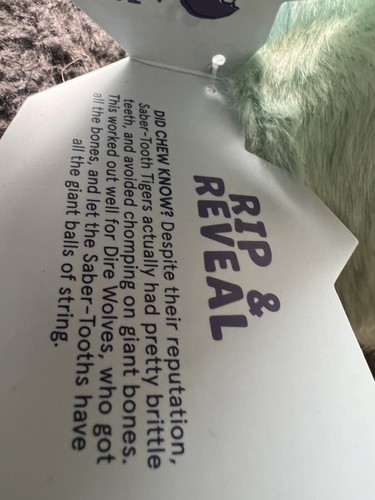 RIP &
REVEAL
DID CHEW KNOW? Despite their reputation,
Saber-Tooth Tigers actually had pretty brittle
teeth, and avoided chomping on giant bones.
This worked out well for Dire Wolves, who got
all the bones, and let the Saber-Tooths have
all the giant balls of string.